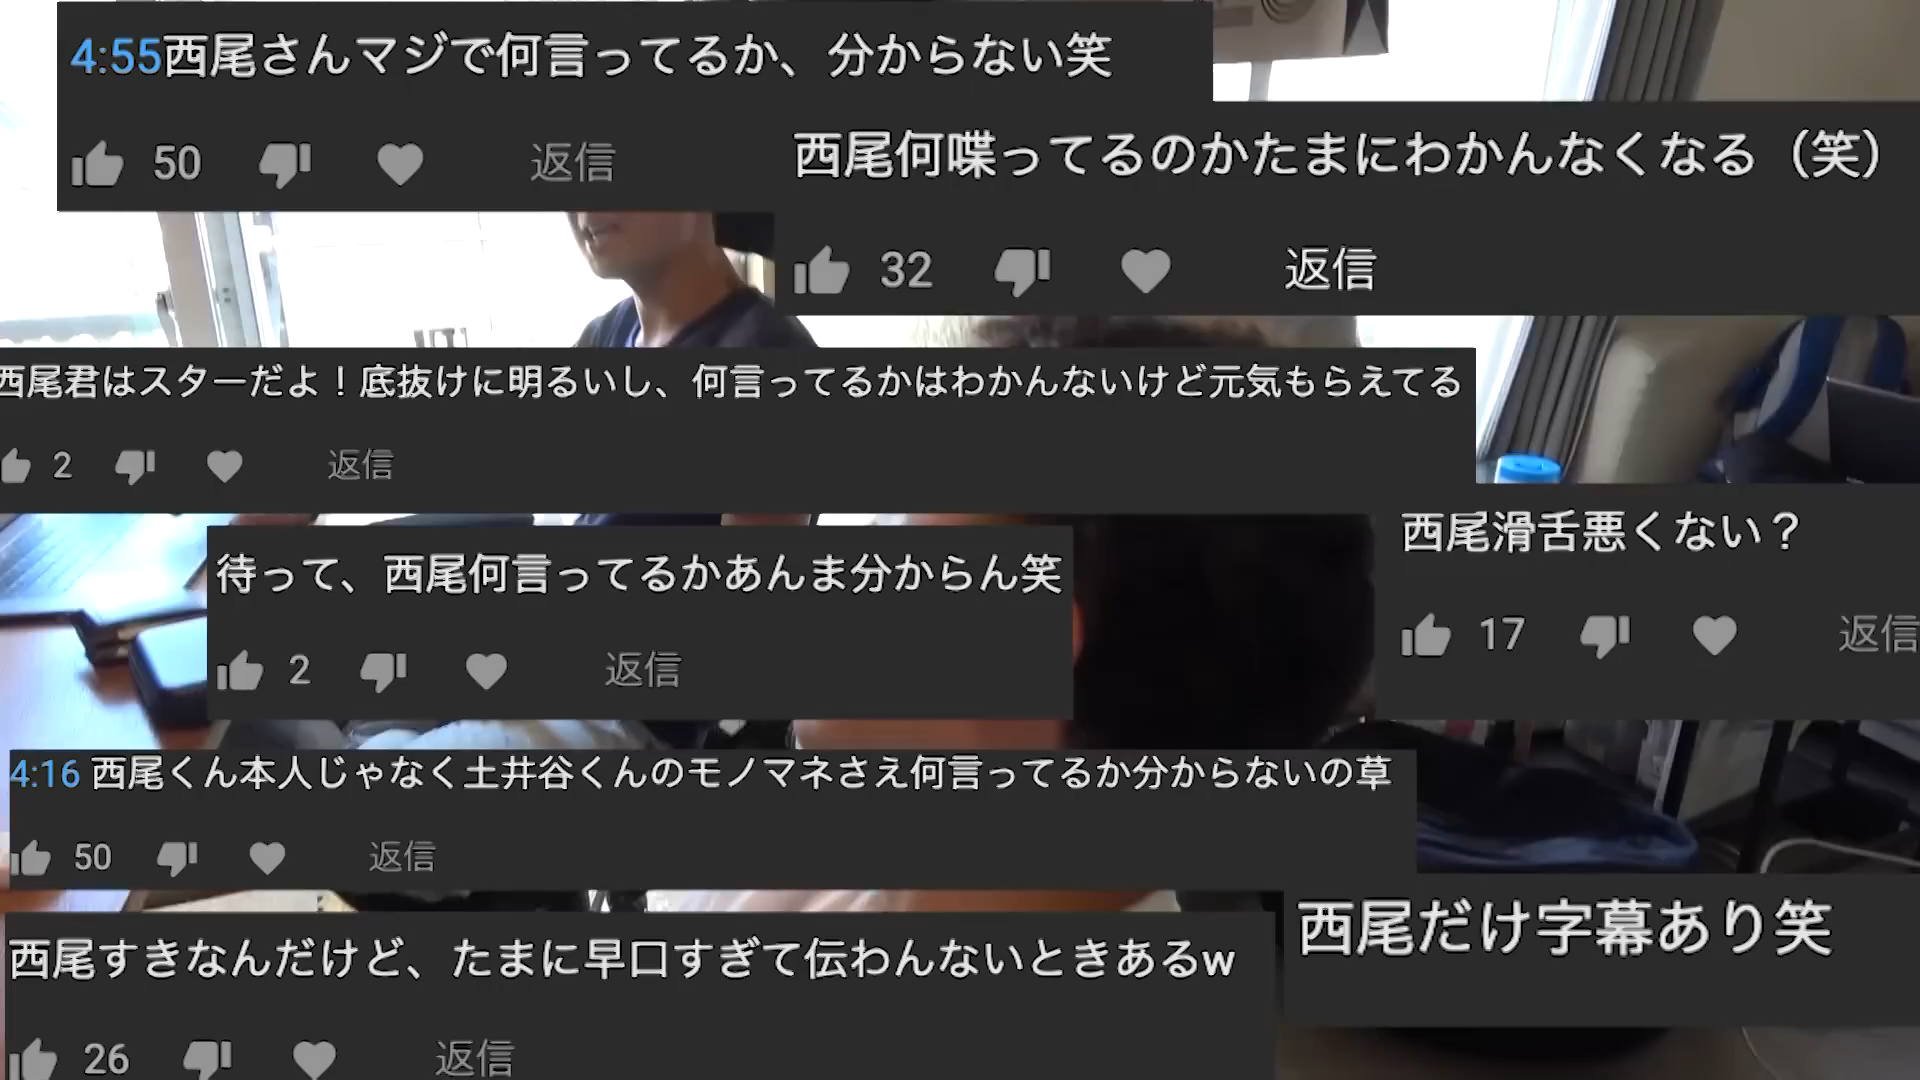 4:55西尾さんマジで何言ってるか、分からない笑
50 返信
西尾何喋ってるのかたまにわかんなくなる（笑）
32 返信
西尾君はスターだよ！底抜けに明るいし、何言ってるかはわかんないけど元気もらえてる
2 返信
西尾滑舌悪くない？
17 返信
待って、西尾何言ってるかあんま分からん笑
2 返信
4:16 西尾くん本人じゃなく土井谷くんのモノマネさえ何言ってるか分からないの草
50 返信
西尾だけ字幕あり笑
西尾すきなんだけど、たまに早口すぎて伝わんないときあるw
26 返信